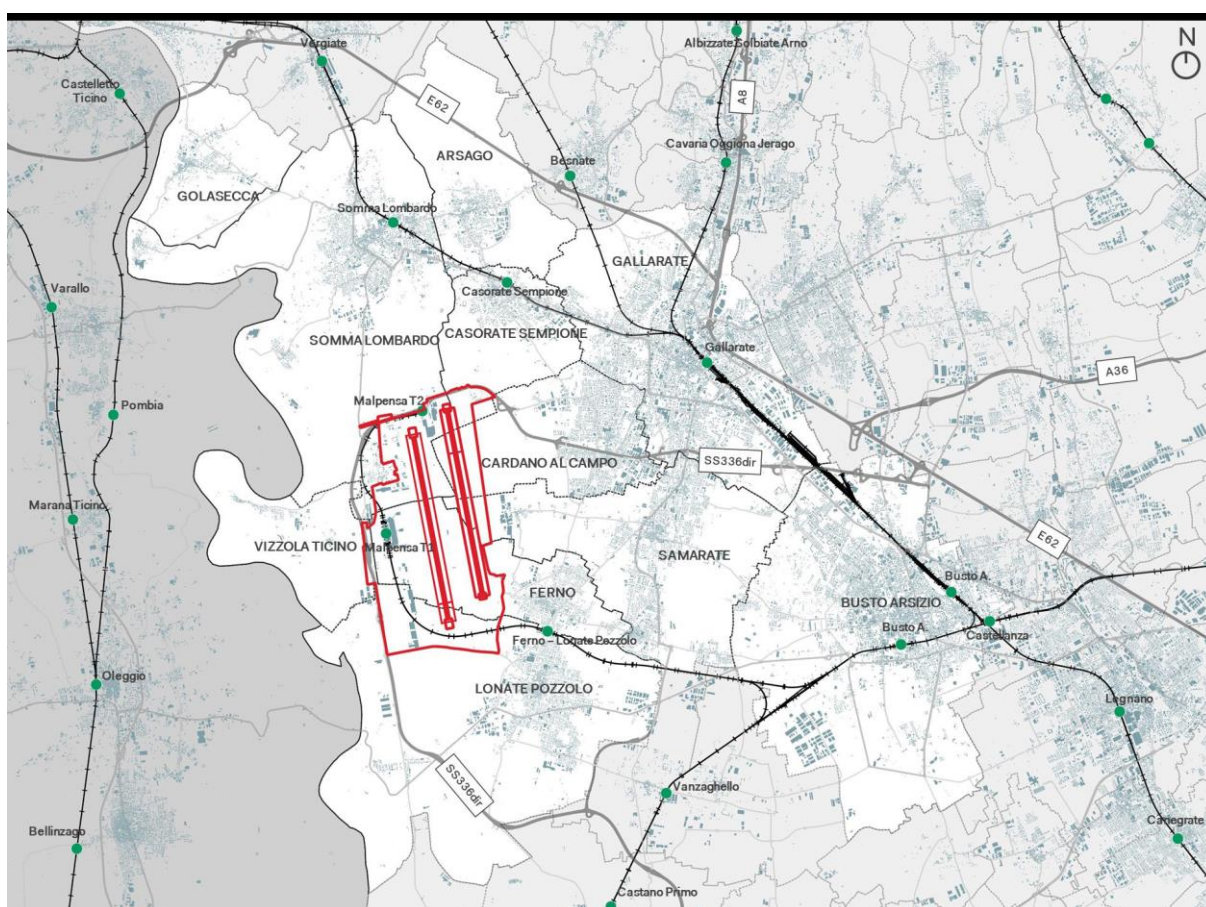 N
Vergiate
Albizzate Solbiate Arno
Castelletto
Ticino
E62
A8
ARSAGO
Besnate
Cavaria Oggiona Jerago
GOLASECCA
Somma Lombardo
GALLARATE
Casorate Sempione
Varallo
SOMMA LOMBARDO
CASORATE SEMPIONE
Gallarate
A36
Malpensa T2
Pombia
CARDANO AL CAMPO
SS336dir
Marana Ticino
VIZZOLA TICINO
Malpensa T1
SAMARATE
E62
FERNO
Busto A.
BUSTO ARSIZIO
Castellanza
Ferno – Lonate Pozzolo
Busto A.
Oleggio
LONATE POZZOLO
Legnano
SS336dir
Vanzaghello
Bellinzago
Canegrate
Castano Primo